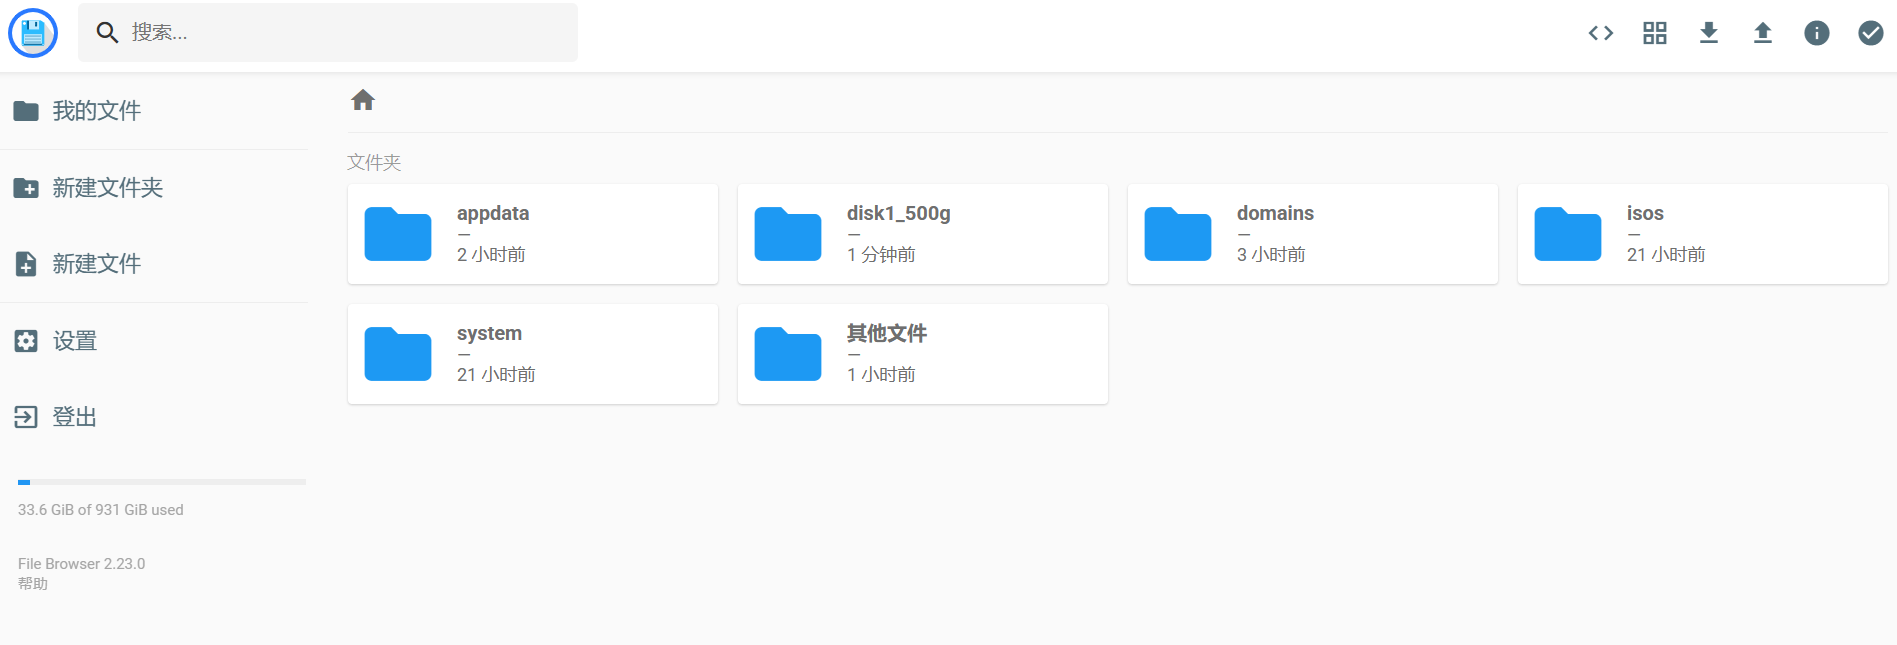 搜索...
我的文件
新建文件夹
新建文件
设置
登出
33.6 GiB of 931 GiB used
File Browser 2.23.0
帮助
文件夹
appdata
—
2 小时前
disk1_500g
—
1 分钟前
domains
—
3 小时前
isos
—
21 小时前
system
—
21 小时前
其他文件
—
1 小时前